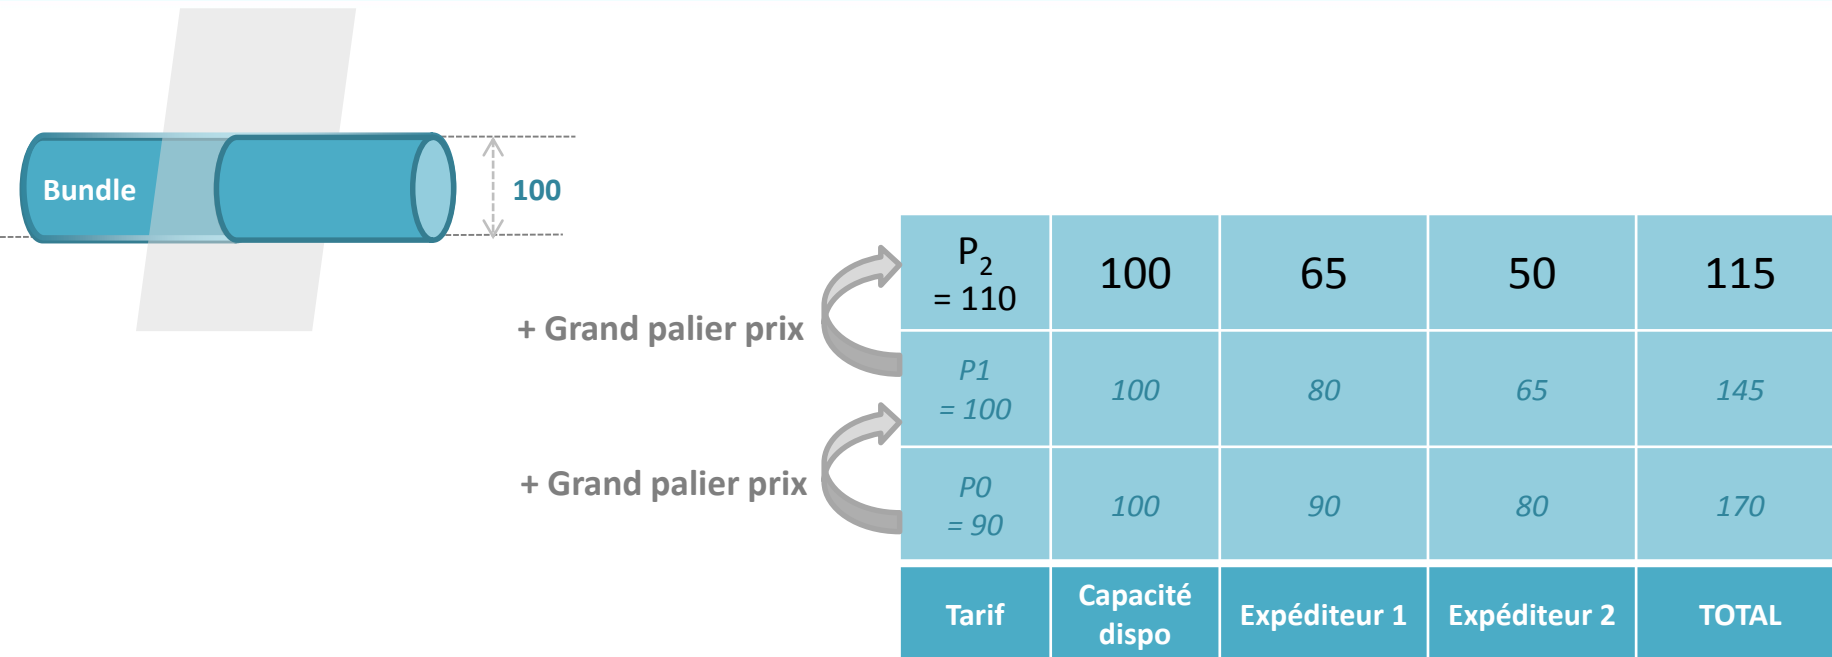 Bundle
100
+ Grand palier prix
+ Grand palier prix
P2
= 110
100
65
50
115
P1
= 100
100
80
65
145
P0
= 90
100
90
80
170
Tarif
Capacité
dispo
Expéditeur 1
Expéditeur 2
TOTAL